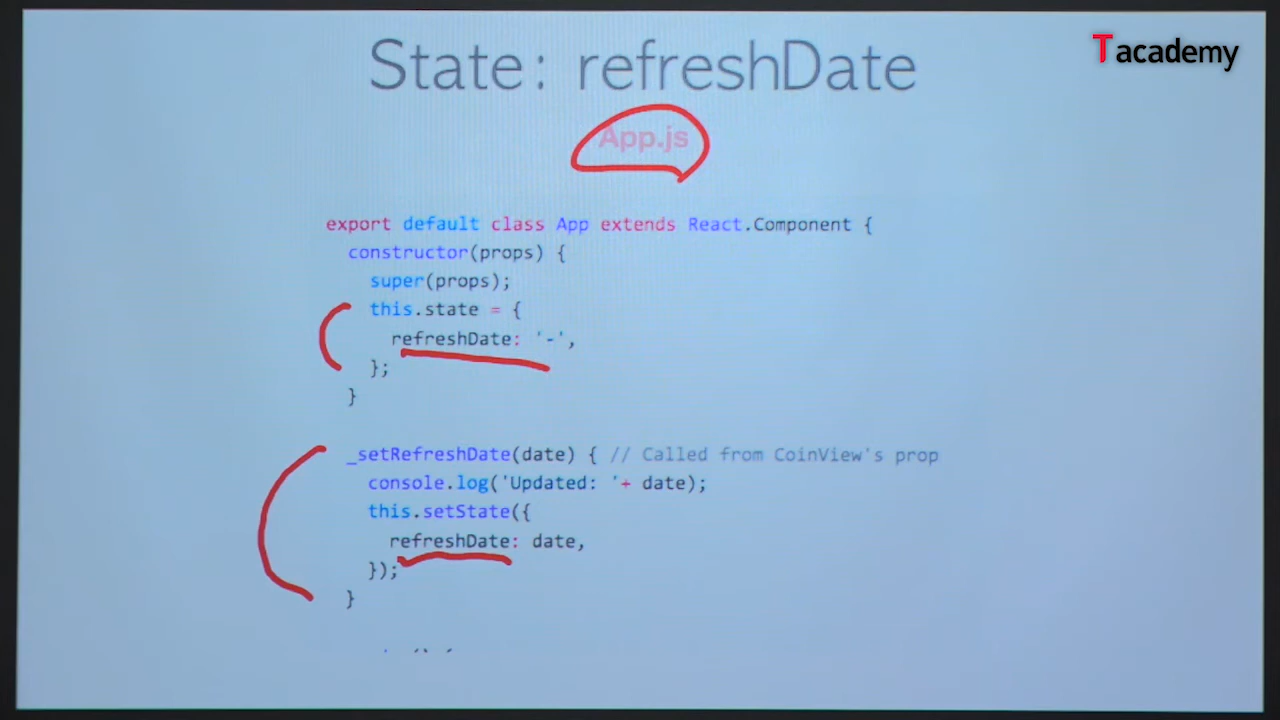 State: refreshDate
Tacademy
App.js
export default class App extends React.Component {
constructor(props) {
super(props);
this.state = {
refreshDate: '-',
};
}
_setRefreshDate(date) { // Called from CoinView's prop
console.log('Updated: '+ date);
this.setState({
refreshDate: date,
});
}